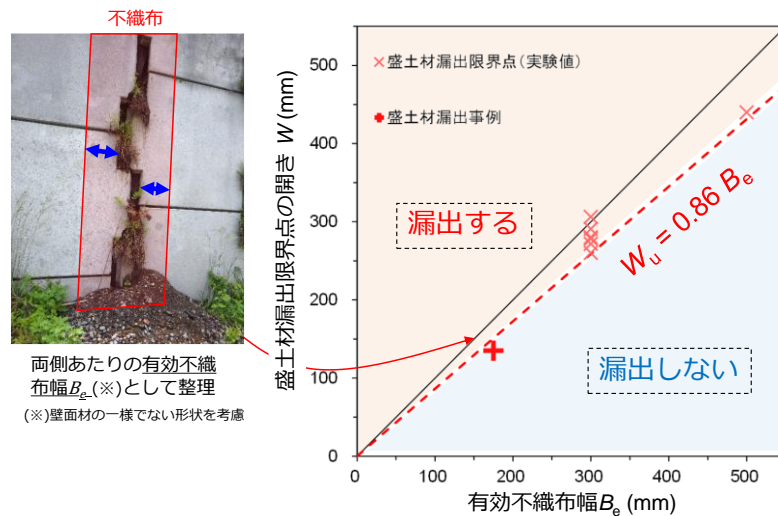 不織布
両側あたりの有効不織
布幅Be (※)として整理
(※)壁面材の一様でない形状を考慮
盛土材漏出限界点の開き W (mm)
500
400
300
200
100
0
×盛土材漏出限界点(実験値)
✚盛土材漏出事例
漏出する
Wu = 0.86 Be
漏出しない
0 100 200 300 400 500
有効不織布幅Be (mm)